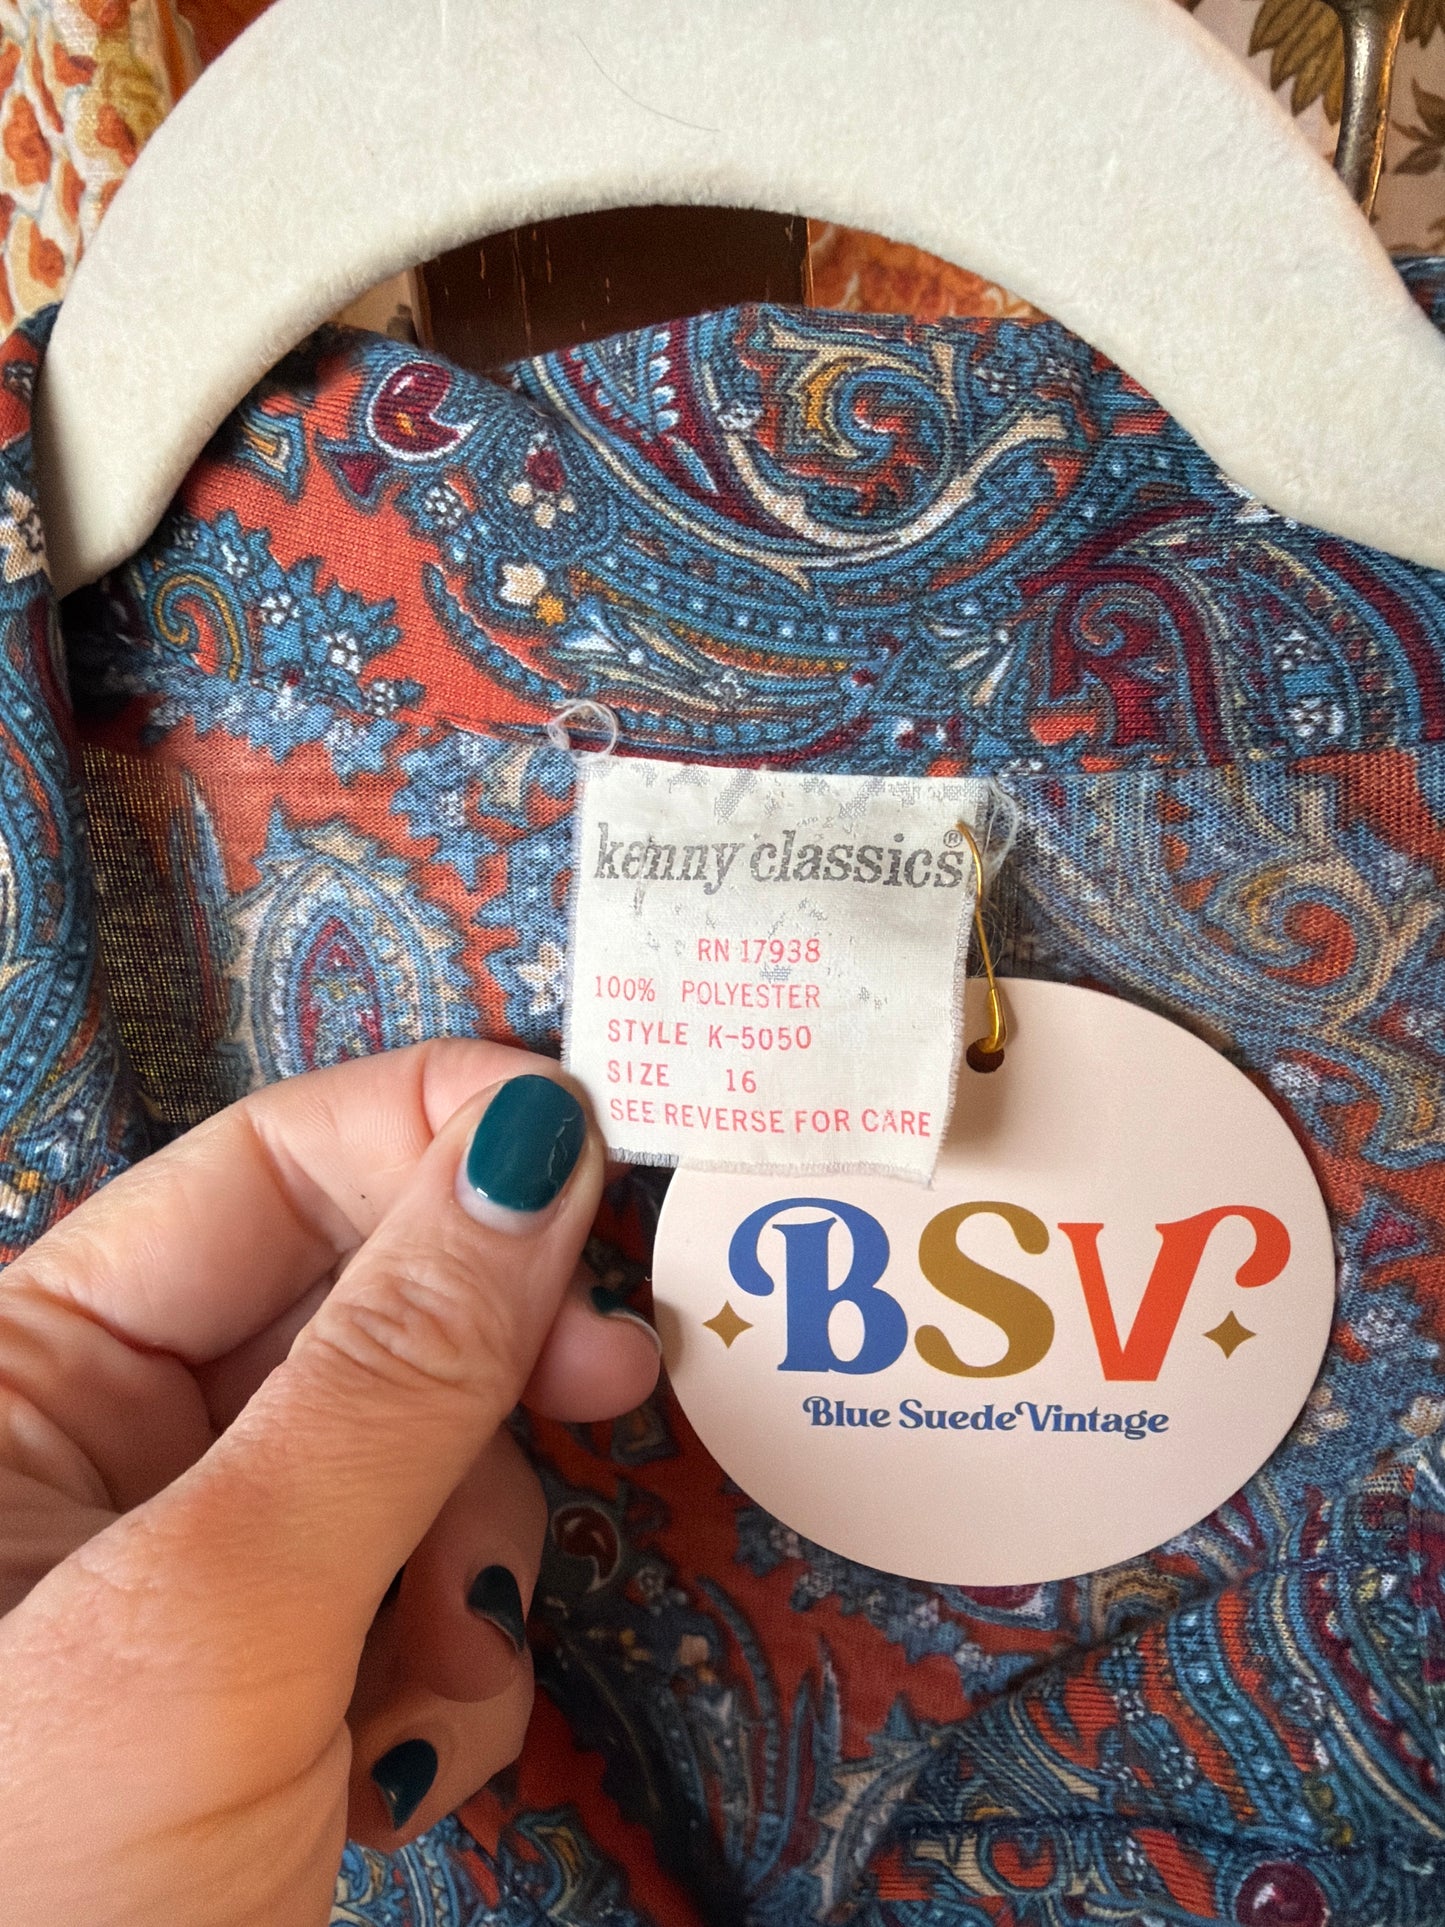 kenny classics®
RN 17938
100% POLYESTER
STYLE K-5050
SIZE 16
SEE REVERSE FOR CARE
BSV
Blue Suede Vintage